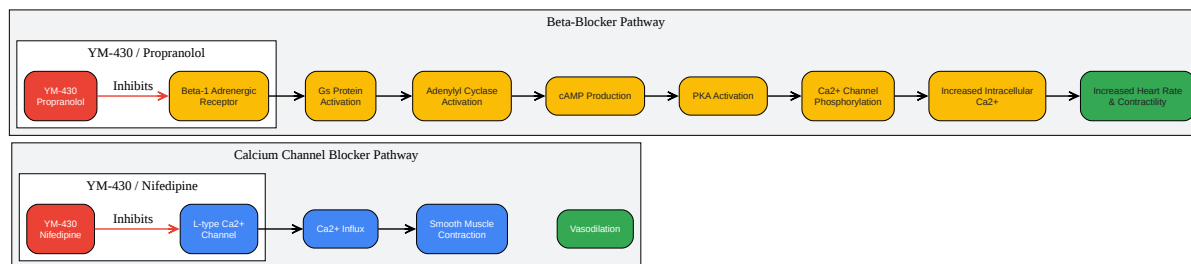 Beta-Blocker Pathway
YM-430 / Propranolol
YM-430
Propranolol
Inhibits
Beta-1 Adrenergic
Receptor
Gs Protein
Activation
Adenylyl Cyclase
Activation
cAMP Production
PKA Activation
Ca2+ Channel
Phosphorylation
Increased Intracellular
Ca2+
Increased Heart Rate
& Contractility
Calcium Channel Blocker Pathway
YM-430 / Nifedipine
YM-430
Nifedipine
Inhibits
L-type Ca2+
Channel
Ca2+ Influx
Smooth Muscle
Contraction
Vasodilation